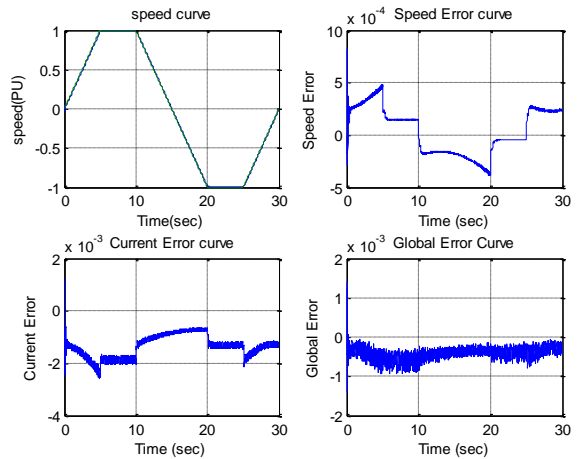 speed curve
1
0.5
0
-0.5
-1
speed(PU)
0 10 20 30
Time(sec)
x 10-4
Speed Error curve
10
5
0
-5
Speed Error
0 10 20 30
Time (sec)
x 10-3
Current Error curve
2
0
-2
-4
Current Error
0 10 20 30
Time (sec)
x 10-3
Global Error Curve
2
1
0
-1
-2
Global Error
0 10 20 30
Time (sec)